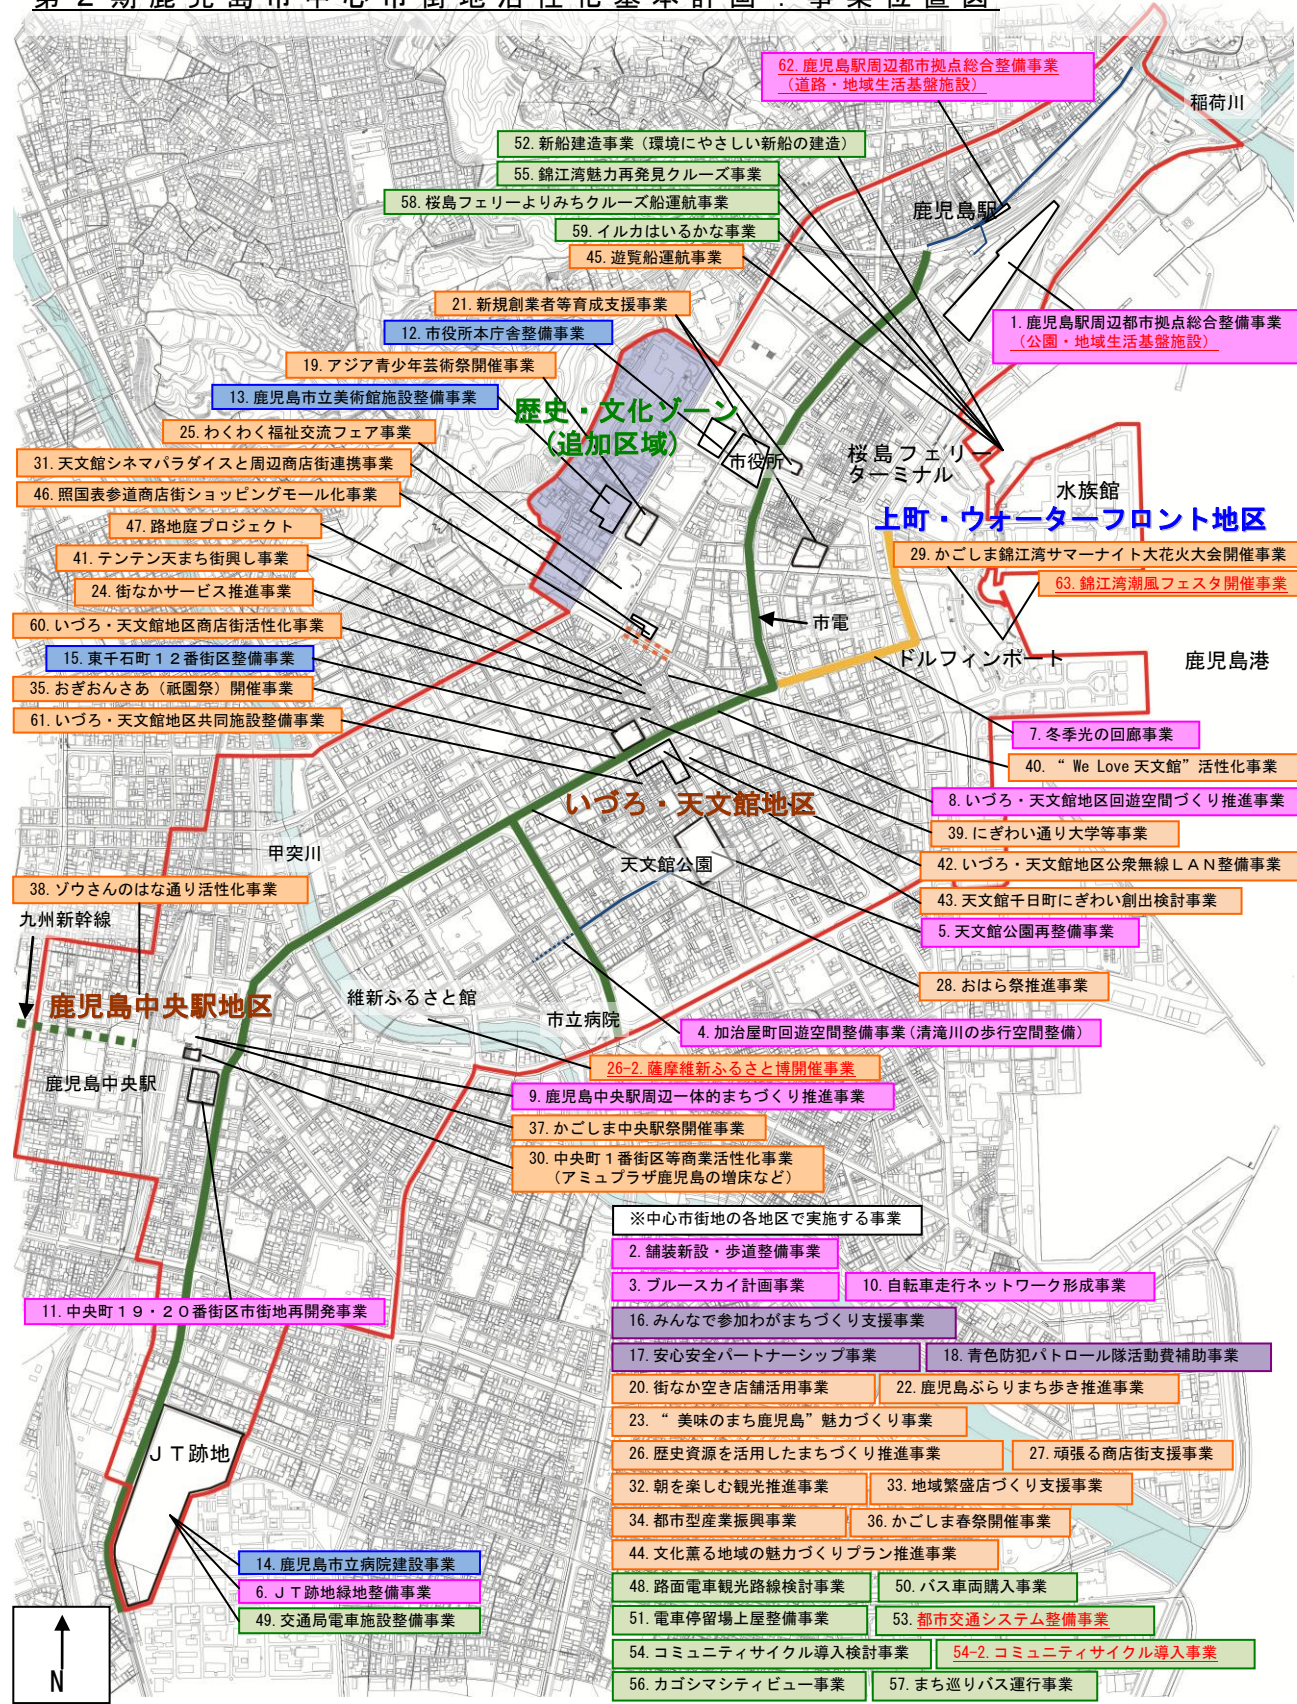 第２期鹿児島市中心市街地活性化基本計画：事業位置図
62. 鹿児島駅周辺都市拠点総合整備事業
（道路・地域生活基盤施設）
稲荷川
52. 新船建造事業（環境にやさしい新船の建造）
55. 錦江湾魅力再発見クルーズ事業
58. 桜島フェリーよりみちクルーズ船運航事業
鹿児島駅
59. イルカはいるかな事業
45. 遊覧船運航事業
21. 新規創業者等育成支援事業
12. 市役所本庁舎整備事業
1. 鹿児島駅周辺都市拠点総合整備事業
（公園・地域生活基盤施設）
19. アジア青少年芸術祭開催事業
13. 鹿児島市立美術館施設整備事業
歴史・文化ゾーン
（追加区域）
25. わくわく福祉交流フェア事業
31. 天文館シネマパラダイスと周辺商店街連携事業
市役所
桜島フェリー
ターミナル
46. 照国表参道商店街ショッピングモール化事業
水族館
47. 路地庭プロジェクト
上町・ウォーターフロント地区
41. テンテン天まち街興し事業
29. かごしま錦江湾サマーナイト大花火大会開催事業
24. 街なかサービス推進事業
63. 錦江湾潮風フェスタ開催事業
60. いづろ・天文館地区商店街活性化事業
市電
15. 東千石町１２番街区整備事業
ドルフィンポート
鹿児島港
35. おぎおんさあ（祇園祭）開催事業
61. いづろ・天文館地区共同施設整備事業
7. 冬季光の回廊事業
40. “ We Love 天文館”活性化事業
いづろ・天文館地区
8. いづろ・天文館地区回遊空間づくり推進事業
39. にぎわい通り大学等事業
甲突川
天文館公園
42. いづろ・天文館地区公衆無線ＬＡＮ整備事業
38. ゾウさんのはな通り活性化事業
43. 天文館千日町にぎわい創出検討事業
九州新幹線
5. 天文館公園再整備事業
28. おはら祭推進事業
鹿児島中央駅地区
維新ふるさと館
市立病院
4. 加治屋町回遊空間整備事業（清滝川の歩行空間整備）
26-2. 薩摩維新ふるさと博開催事業
鹿児島中央駅
9. 鹿児島中央駅周辺一体的まちづくり推進事業
37. かごしま中央駅祭開催事業
30. 中央町１番街区等商業活性化事業
（アミュプラザ鹿児島の増床など）
※中心市街地の各地区で実施する事業
2. 舗装新設・歩道整備事業
3. ブルースカイ計画事業
10. 自転車走行ネットワーク形成事業
11. 中央町１９・２０番街区市街地再開発事業
16. みんなで参加わがまちづくり支援事業
17. 安心安全パートナーシップ事業
18. 青色防犯パトロール隊活動費補助事業
20. 街なか空き店舗活用事業
22. 鹿児島ぶらりまち歩き推進事業
23. “ 美味のまち鹿児島”魅力づくり事業
26. 歴史資源を活用したまちづくり推進事業
27. 頑張る商店街支援事業
ＪＴ跡地
32. 朝を楽しむ観光推進事業
33. 地域繁盛店づくり支援事業
34. 都市型産業振興事業
36. かごしま春祭開催事業
44. 文化薫る地域の魅力づくりプラン推進事業
14. 鹿児島市立病院建設事業
6. ＪＴ跡地緑地整備事業
49. 交通局電車施設整備事業
48. 路面電車観光路線検討事業
50. バス車両購入事業
51. 電車停留場上屋整備事業
53. 都市交通システム整備事業
54. コミュニティサイクル導入検討事業
54-2. コミュニティサイクル導入事業
56. カゴシマシティビュー事業
57. まち巡りバス運行事業
N